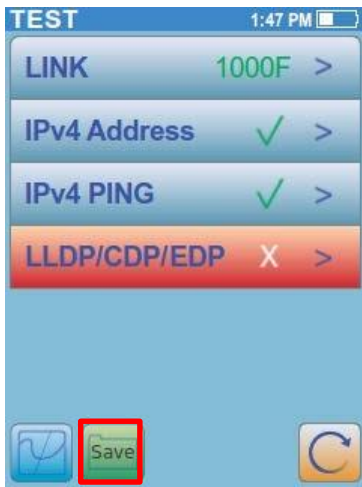 TEST 1:47 PM
LINK 1000F >
IPv4 Address ✓ >
IPv4 PING ✓ >
LLDP/CDP/EDP X >
Save